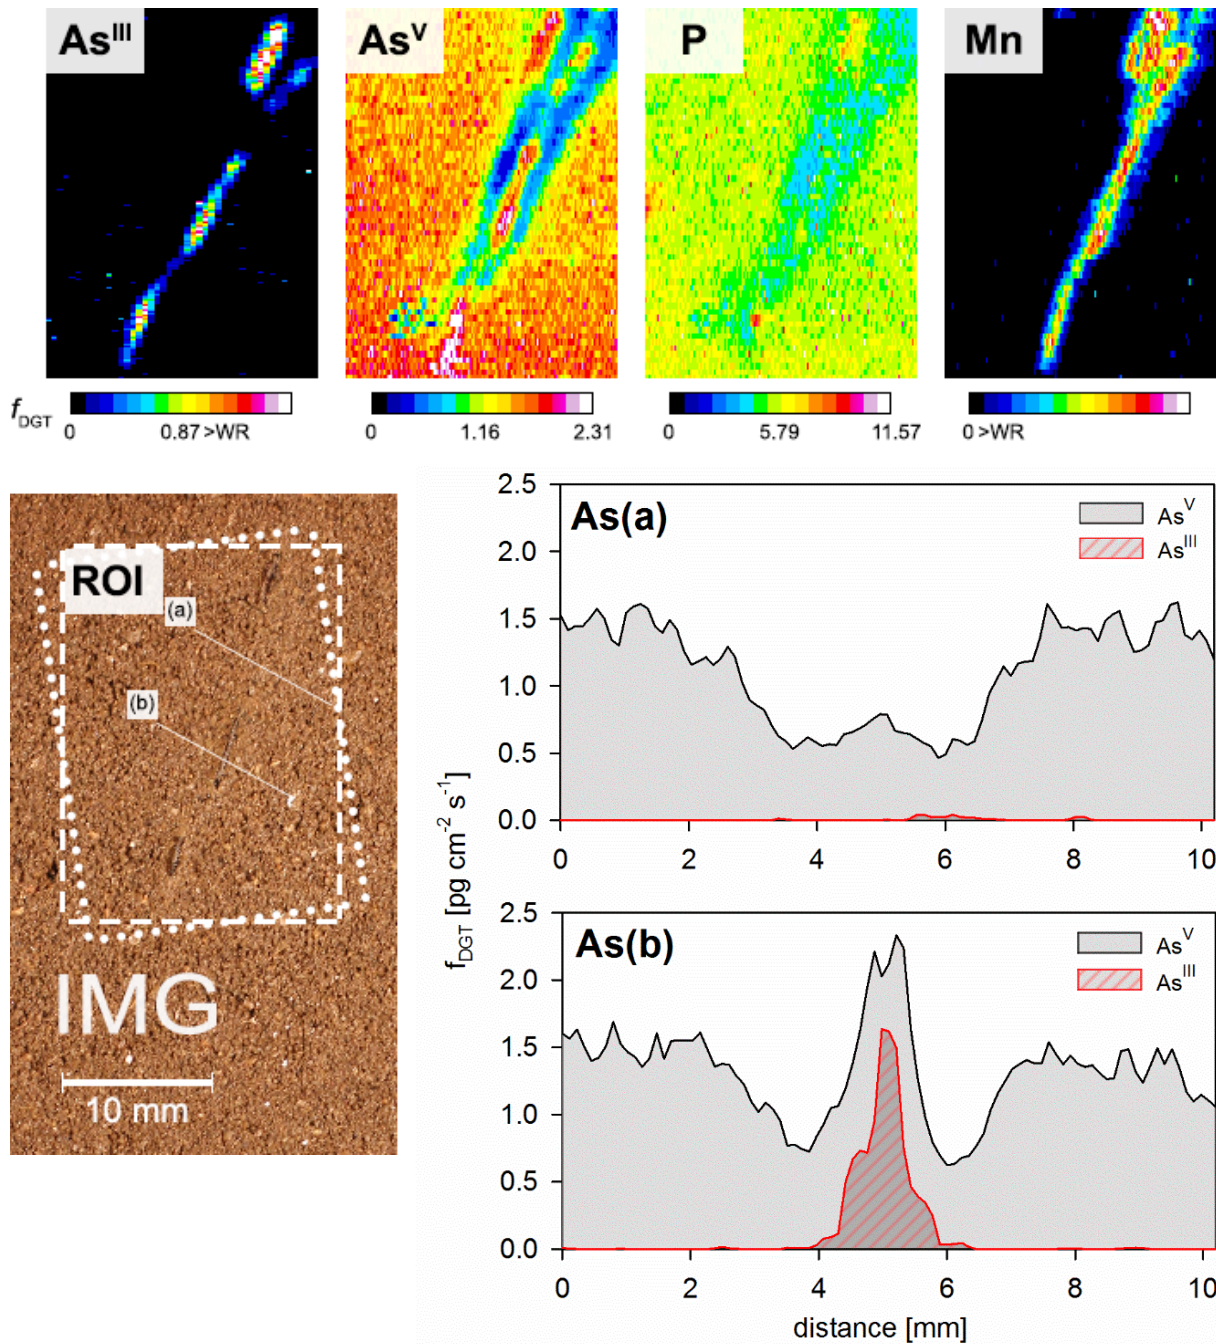 As^III As^V P Mn
f_DGT
0 0.87 >WR
0 1.16 2.31
0 5.79 11.57
0 >WR
ROI
(a)
(b)
IMG
10 mm
f_DGT [pg cm^-2 s^-1]
As(a)
As^V
As^III
2.5
2.0
1.5
1.0
0.5
0.0
0 2 4 6 8 10
As(b)
As^V
As^III
2.5
2.0
1.5
1.0
0.5
0.0
0 2 4 6 8 10
distance [mm]